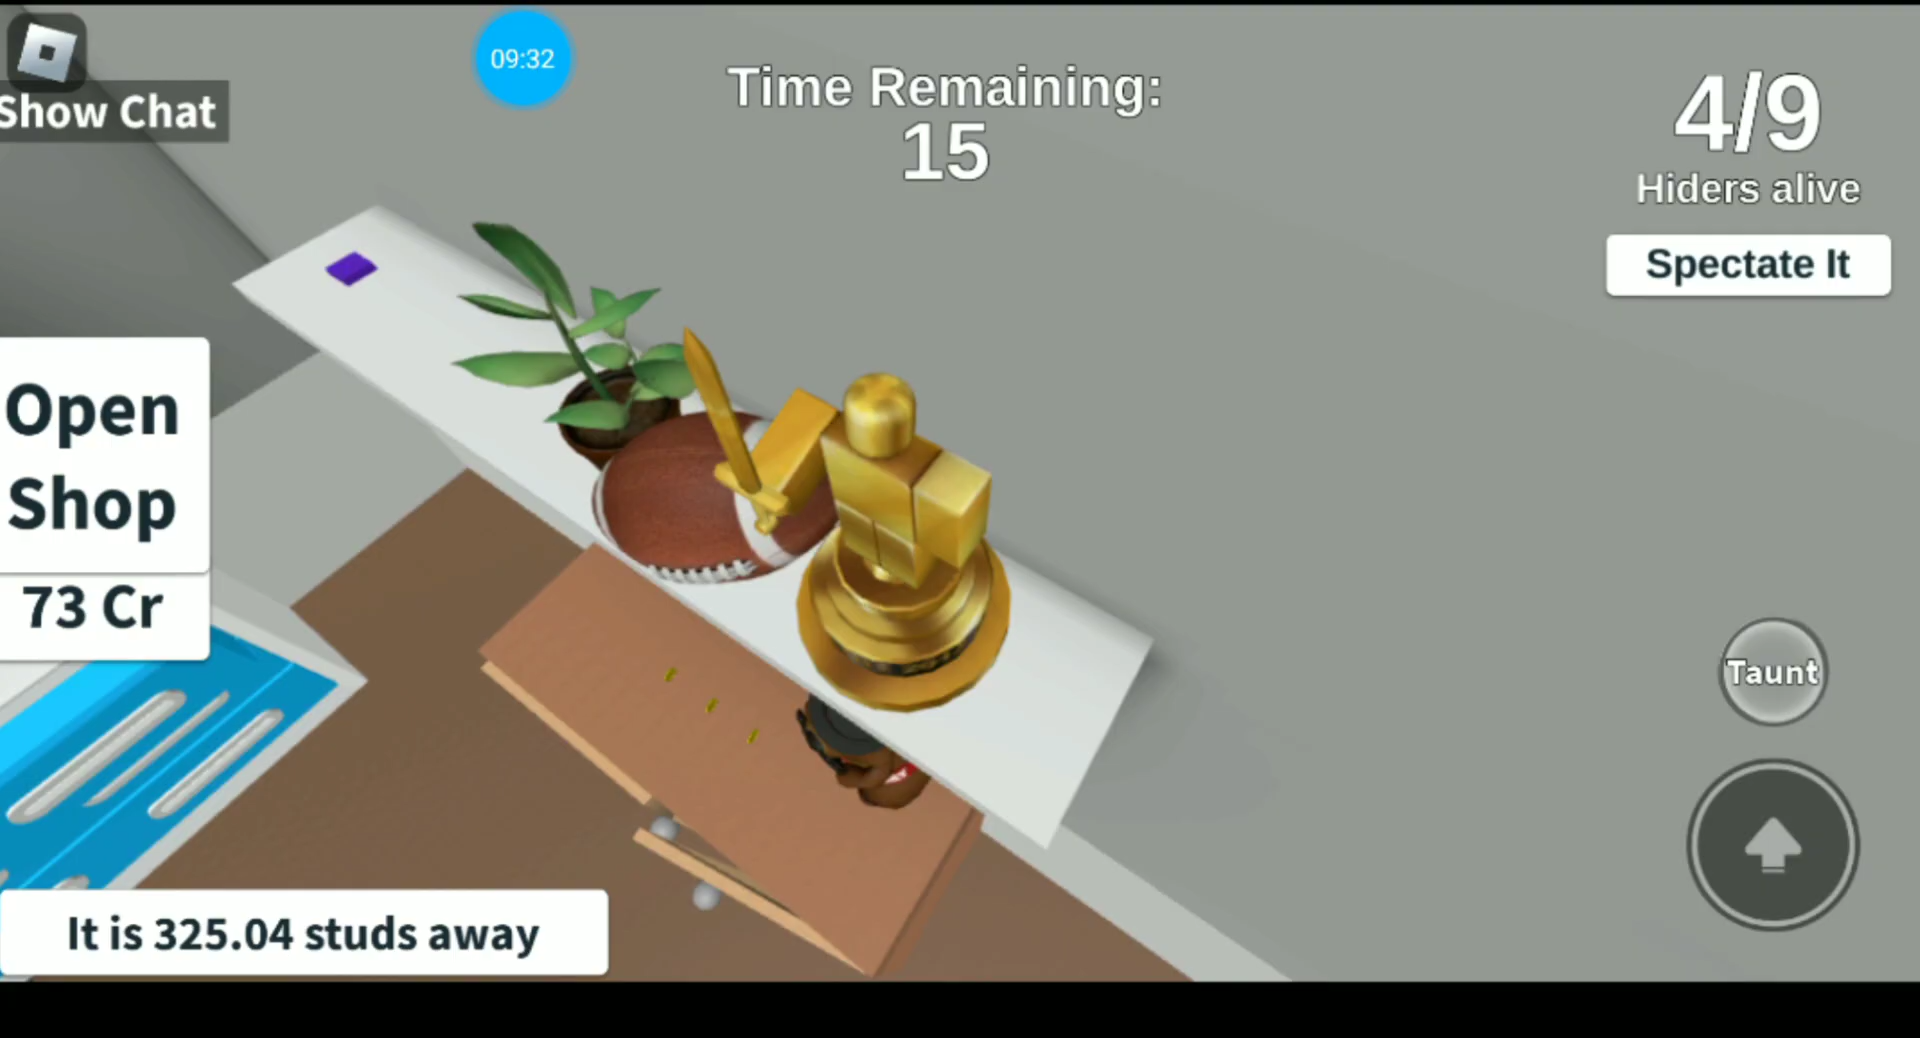 09:32
Show Chat
Time Remaining:
15
4/9
Hiders alive
Spectate It
Open
Shop
73 Cr
Taunt
It is 325.04 studs away